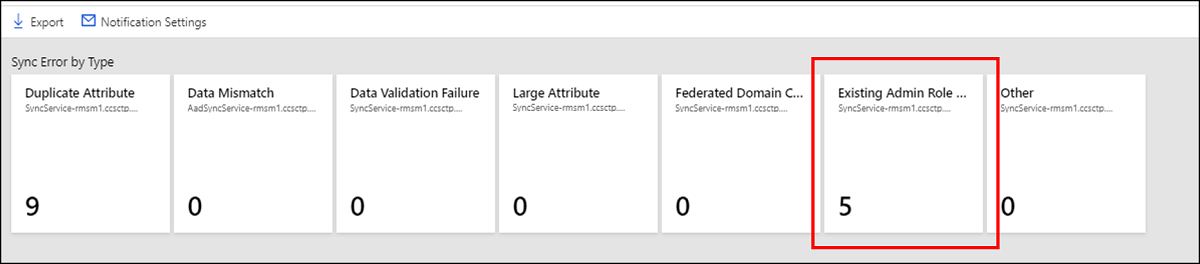 Export Notification Settings
Sync Error by Type
Duplicate Attribute
SyncService-rmsm1.ccsctp....
9
Data Mismatch
AadSyncService-rmsm1.ccsctp....
0
Data Validation Failure
SyncService-rmsm1.ccsctp....
0
Large Attribute
SyncService-rmsm1.ccsctp....
0
Federated Domain C...
SyncService-rmsm1.ccsctp....
0
Existing Admin Role ...
SyncService-rmsm1.ccsctp....
5
Other
SyncService-rmsm1.ccsctp....
0